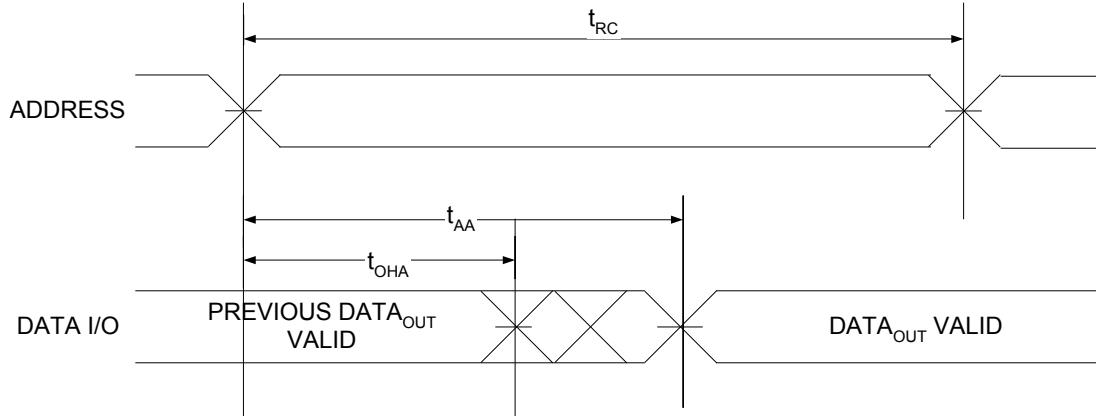 tRC
ADDRESS
tAA
tOHA
DATA I/O
PREVIOUS DATAOUT
VALID
DATAOUT VALID